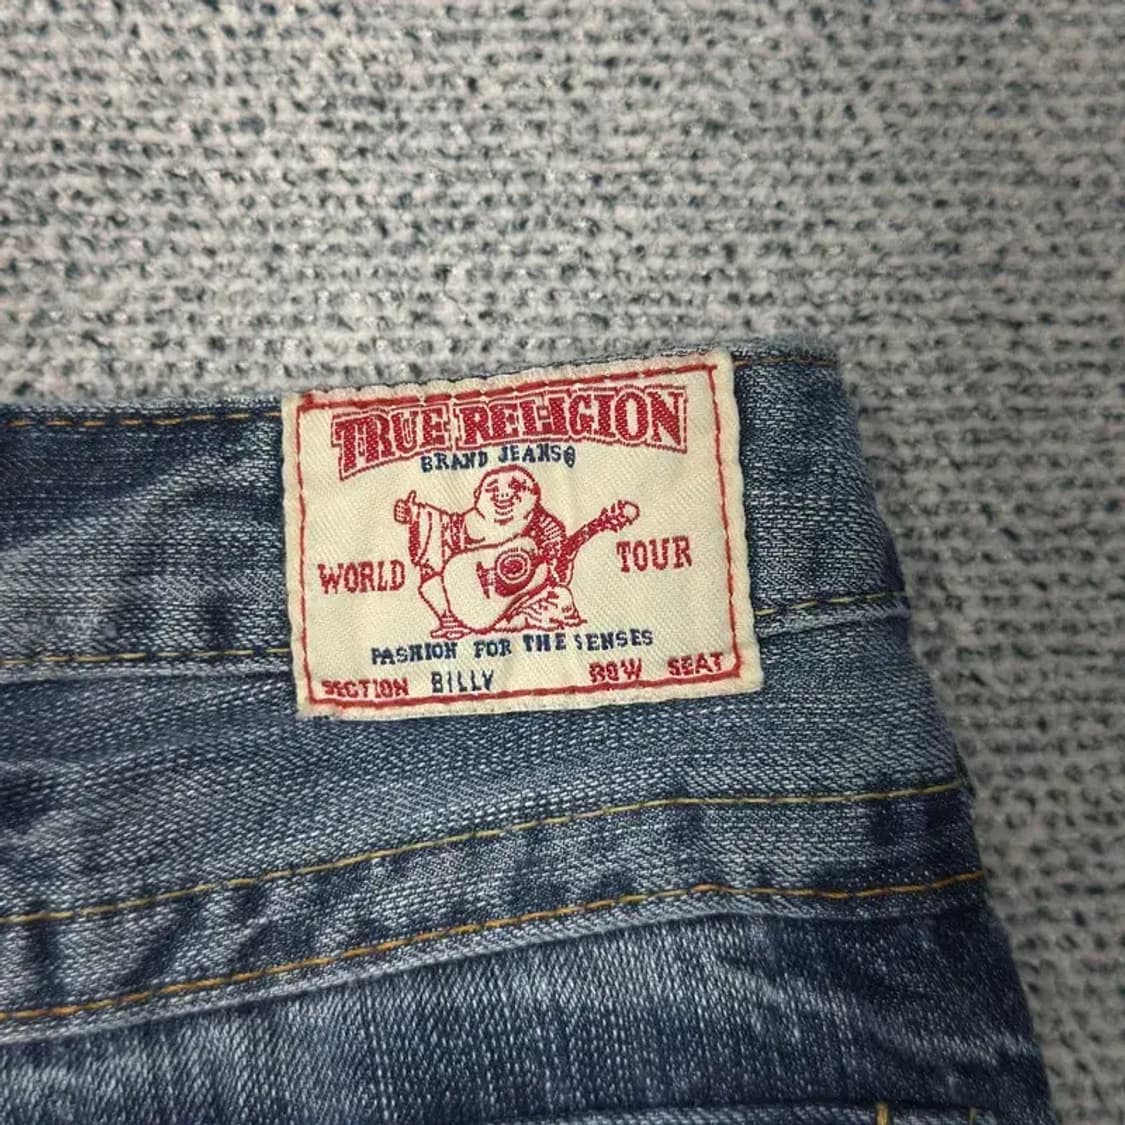 TRUE RELIGION
BRAND JEANS®
WORLD TOUR
FASHION FOR THE SENSES
SECTION BILLY ROW SEAT